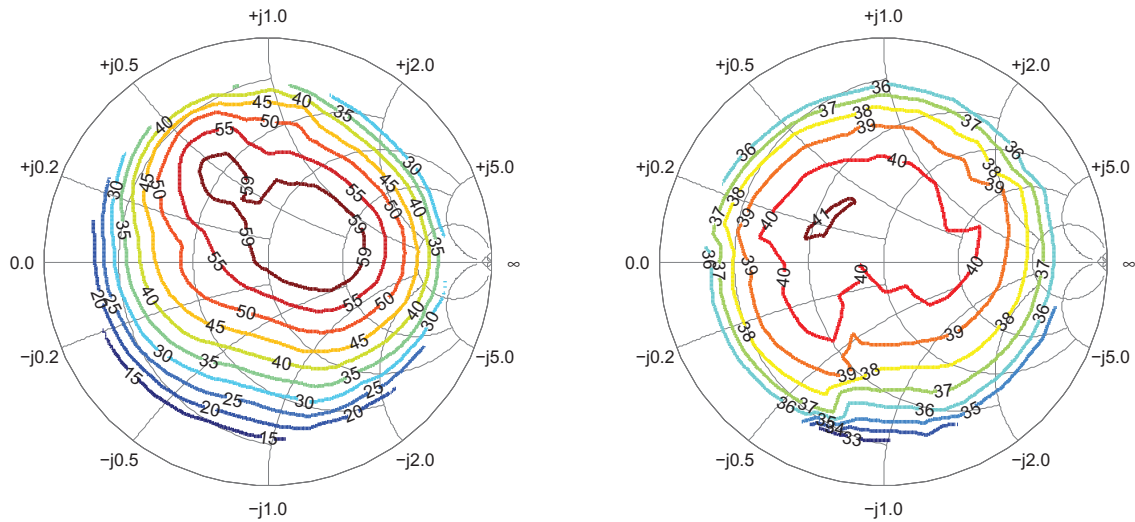 +j1.0 +j1.0
+j0.5 +j2.0 +j0.5 +j2.0
40 45 40 35 36 37
50 38 37
40 55 30 39 36
+j0.2 +j5.0 +j0.2 40 38 +j5.0
30 45 50 59 55 45 40 36 38 39
35 50 37 41
59 59 35 40
0.0 55 59 ∞ 0.0 36 37 39 40 40 37 ∞
20 25 40 55 50 40 30 40
−j0.2 50 −j5.0 −j0.2 38 39 38 36 −j5.0
30 45 40 45
15 35 35 25 39 38 37
20 25 30 20 36 37 36 35
15 35 34 33
−j0.5 −j2.0 −j0.5 −j2.0
−j1.0 −j1.0